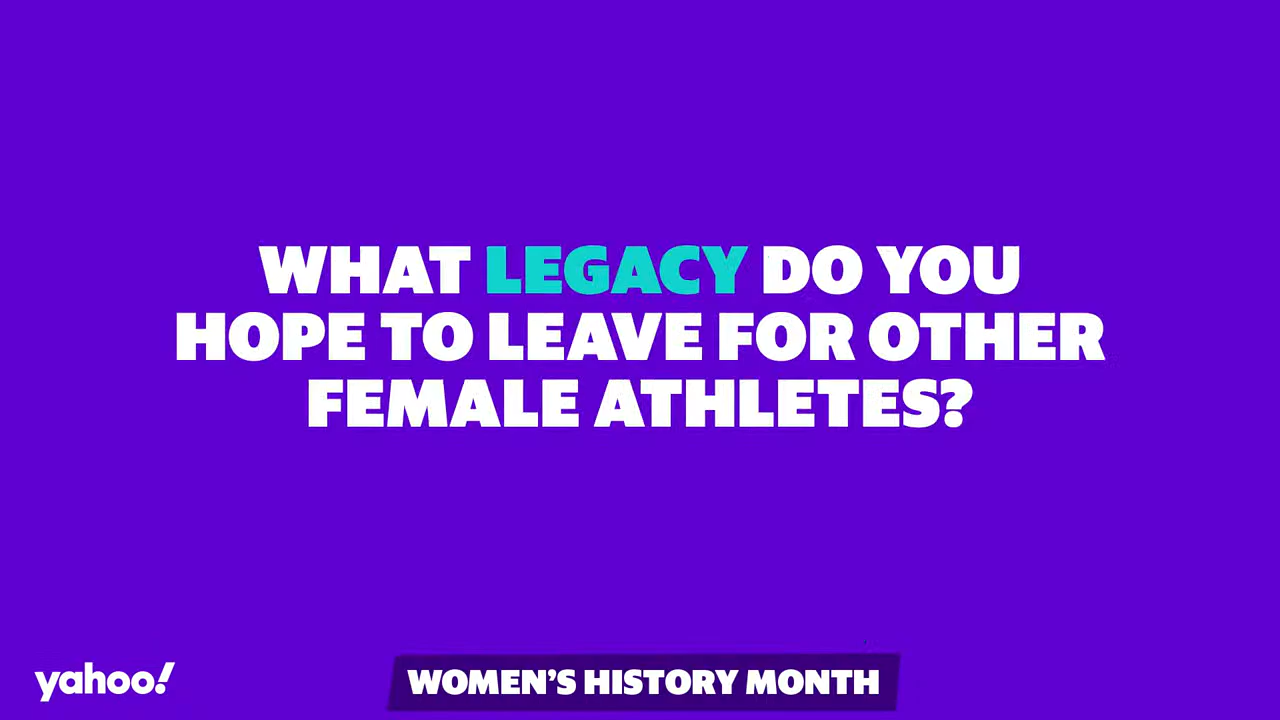 WHAT LEGACY DO YOU
HOPE TO LEAVE FOR OTHER
FEMALE ATHLETES?
yahoo!
WOMEN’S HISTORY MONTH